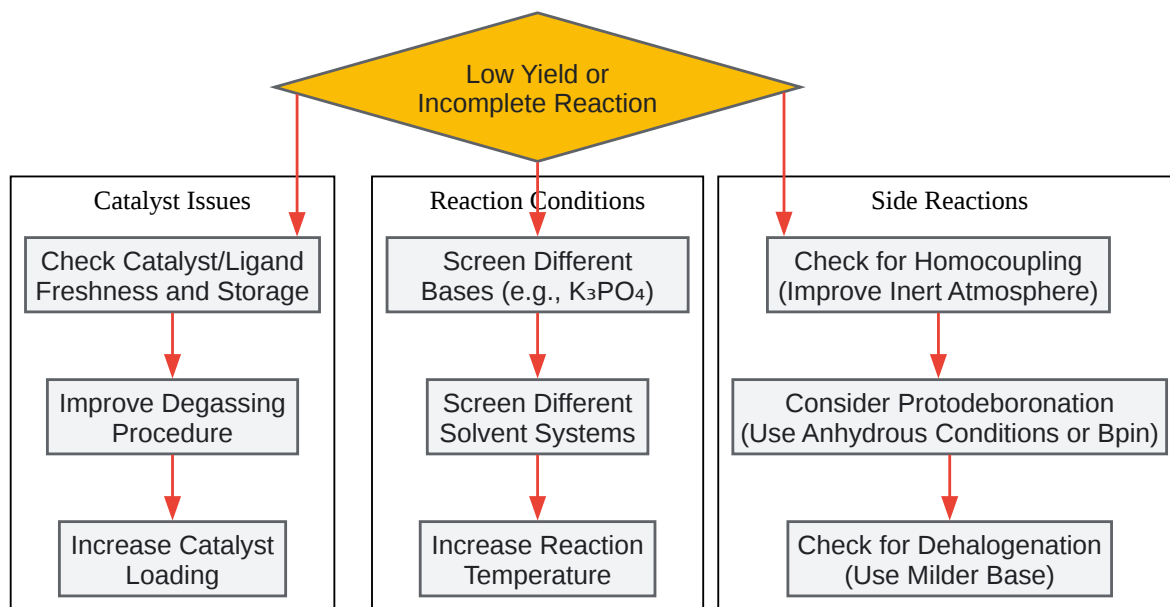 Low Yield or
Incomplete Reaction
Catalyst Issues
Check Catalyst/Ligand
Freshness and Storage
Improve Degassing
Procedure
Increase Catalyst
Loading
Reaction Conditions
Screen Different
Bases (e.g., K₃PO₄)
Screen Different
Solvent Systems
Increase Reaction
Temperature
Side Reactions
Check for Homocoupling
(Improve Inert Atmosphere)
Consider Protodeboronation
(Use Anhydrous Conditions or Bpin)
Check for Dehalogenation
(Use Milder Base)